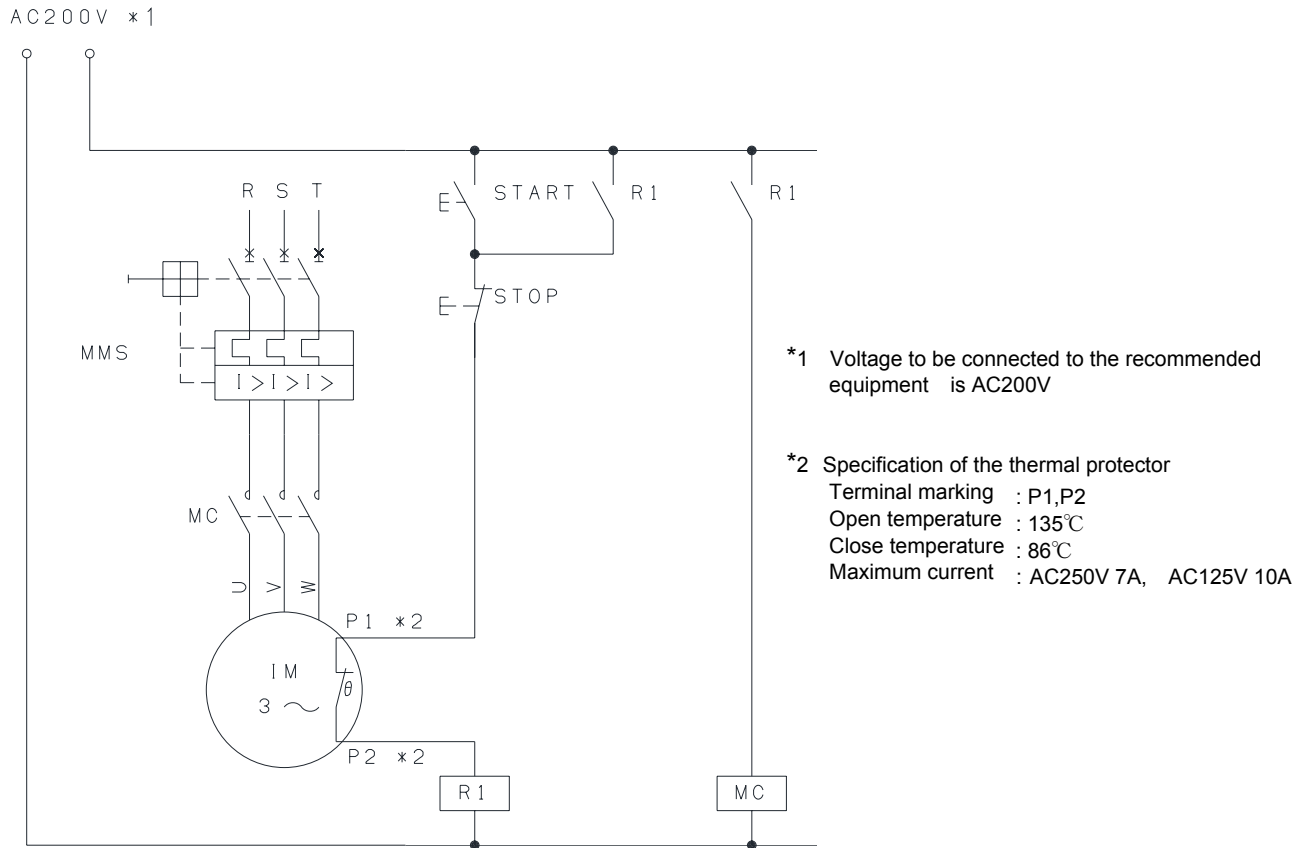 AC200V *1
R S T
START
R1
R1
STOP
MMS
I > I > I >
MC
U V W
P1 *2
IM
θ
3 ～
P2 *2
R1
MC
*1 Voltage to be connected to the recommended
equipment is AC200V
*2 Specification of the thermal protector
Terminal marking : P1,P2
Open temperature : 135℃
Close temperature : 86℃
Maximum current : AC250V 7A, AC125V 10A